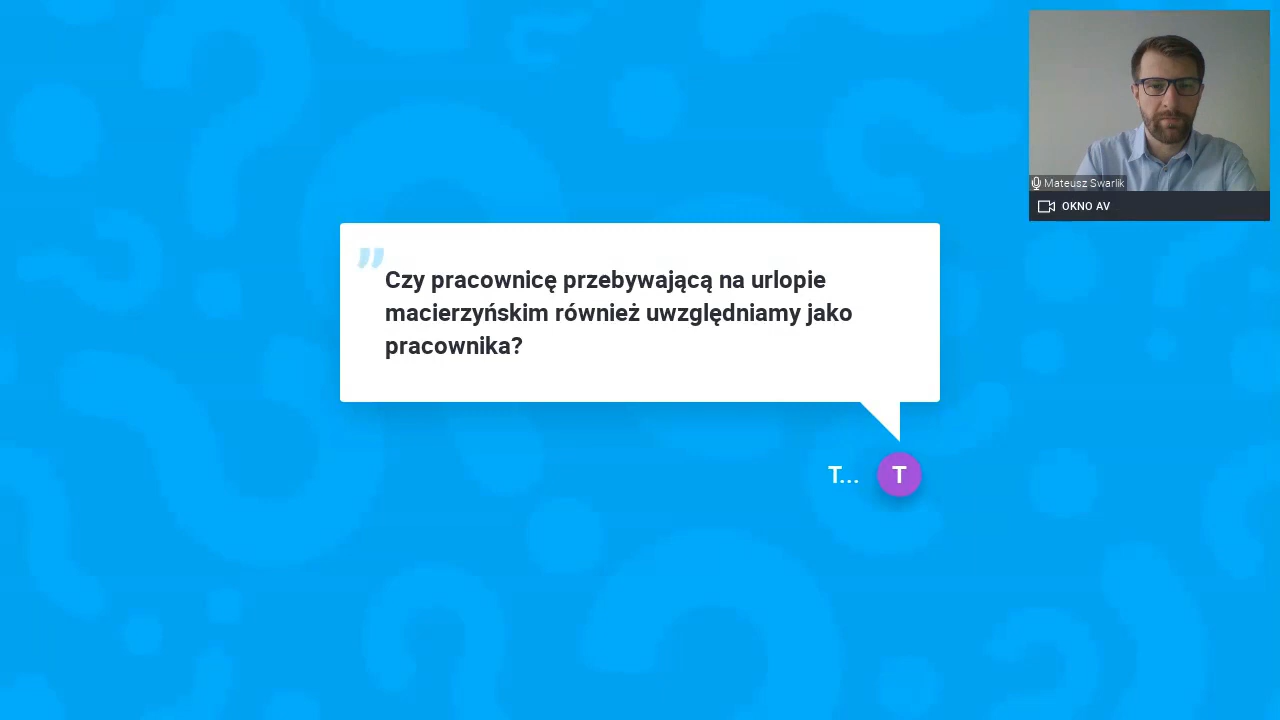 Mateusz Swarlik
OKNO AV
”
Czy pracownicę przebywającą na urlopie
macierzyńskim również uwzględniamy jako
pracownika?
T... T